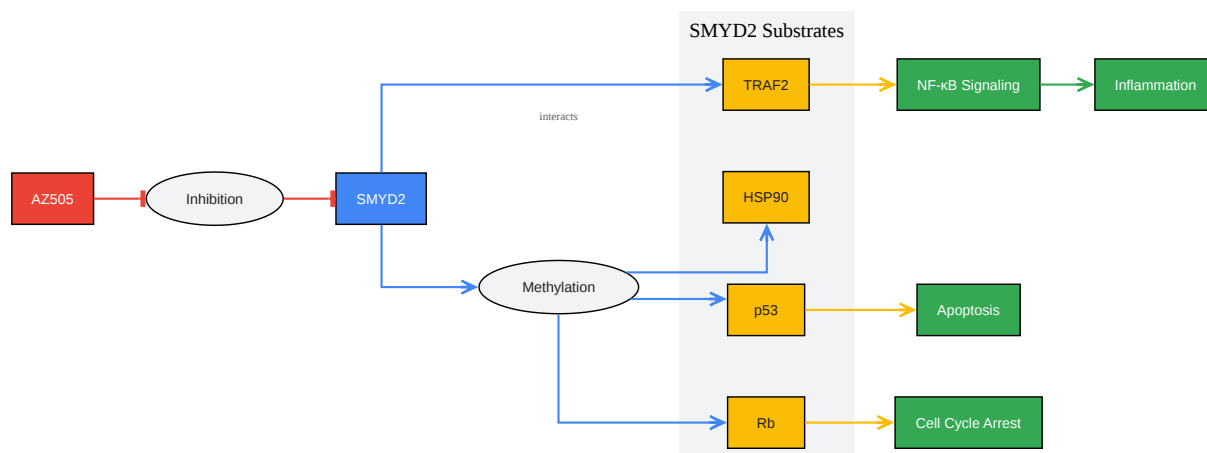 SMYD2 Substrates
TRAF2
NF-κB Signaling
Inflammation
interacts
AZ505
Inhibition
SMYD2
HSP90
Methylation
p53
Apoptosis
Rb
Cell Cycle Arrest